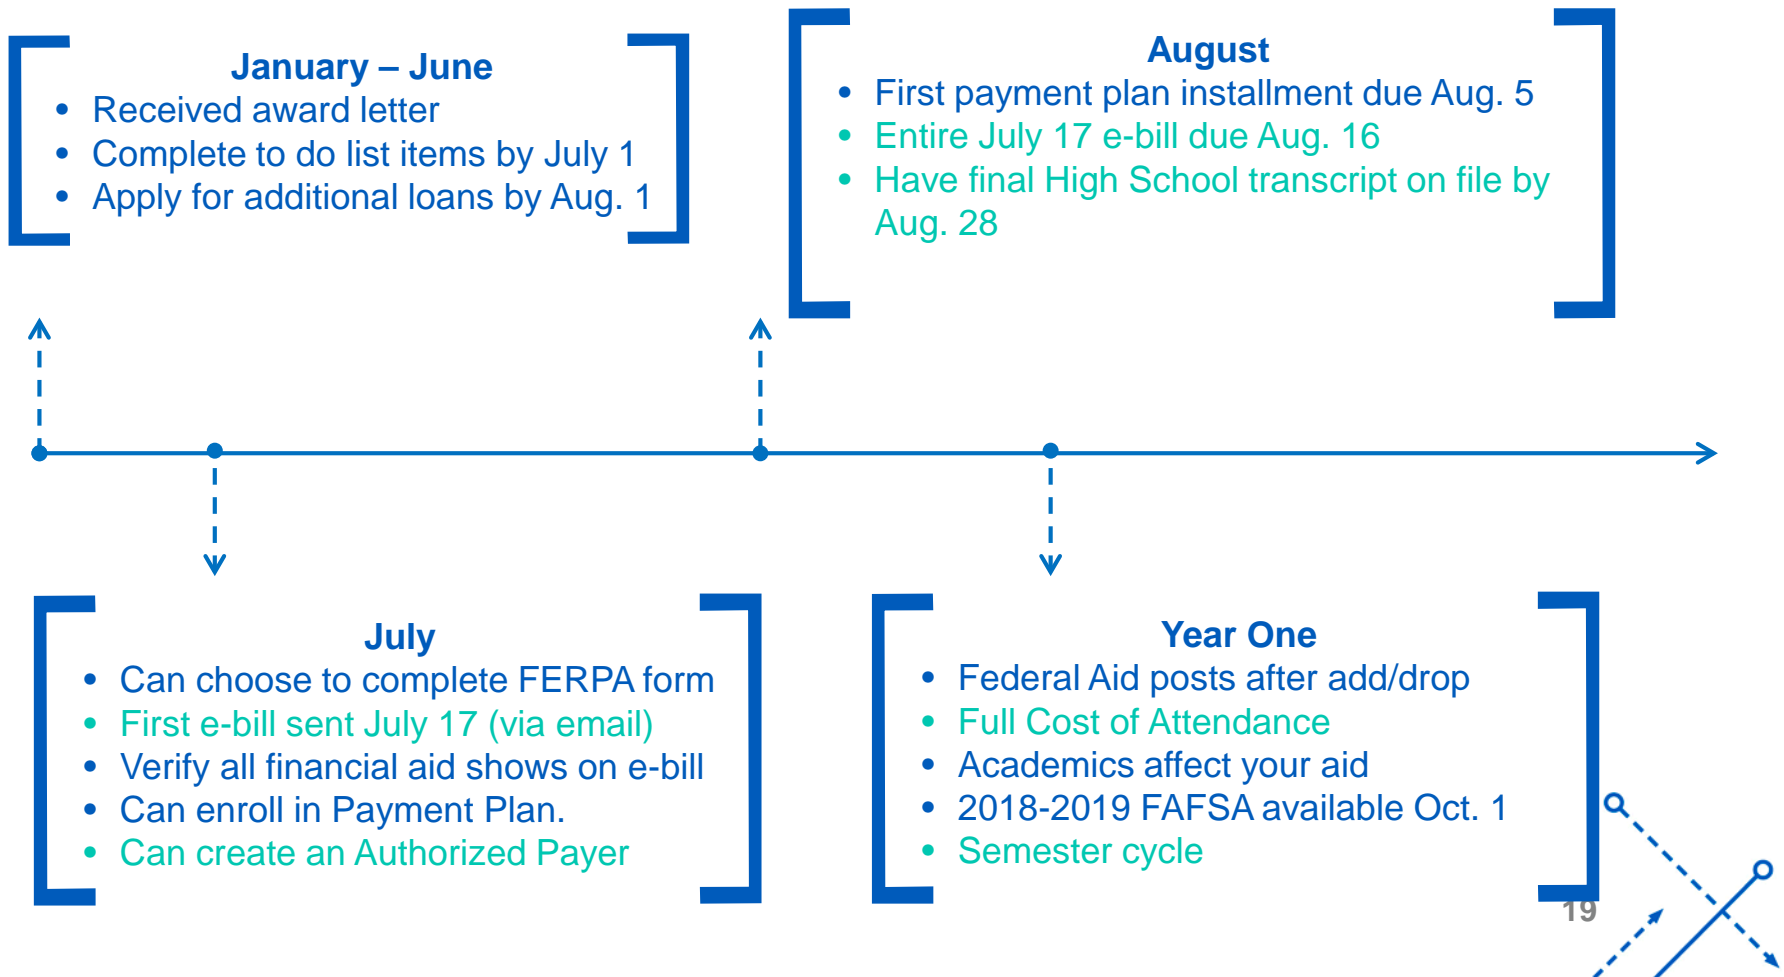 January – June
• Received award letter
• Complete to do list items by July 1
• Apply for additional loans by Aug. 1
August
• First payment plan installment due Aug. 5
• Entire July 17 e-bill due Aug. 16
• Have final High School transcript on file by
Aug. 28
July
• Can choose to complete FERPA form
• First e-bill sent July 17 (via email)
• Verify all financial aid shows on e-bill
• Can enroll in Payment Plan.
• Can create an Authorized Payer
Year One
• Federal Aid posts after add/drop
• Full Cost of Attendance
• Academics affect your aid
• 2018-2019 FAFSA available Oct. 1
• Semester cycle
19